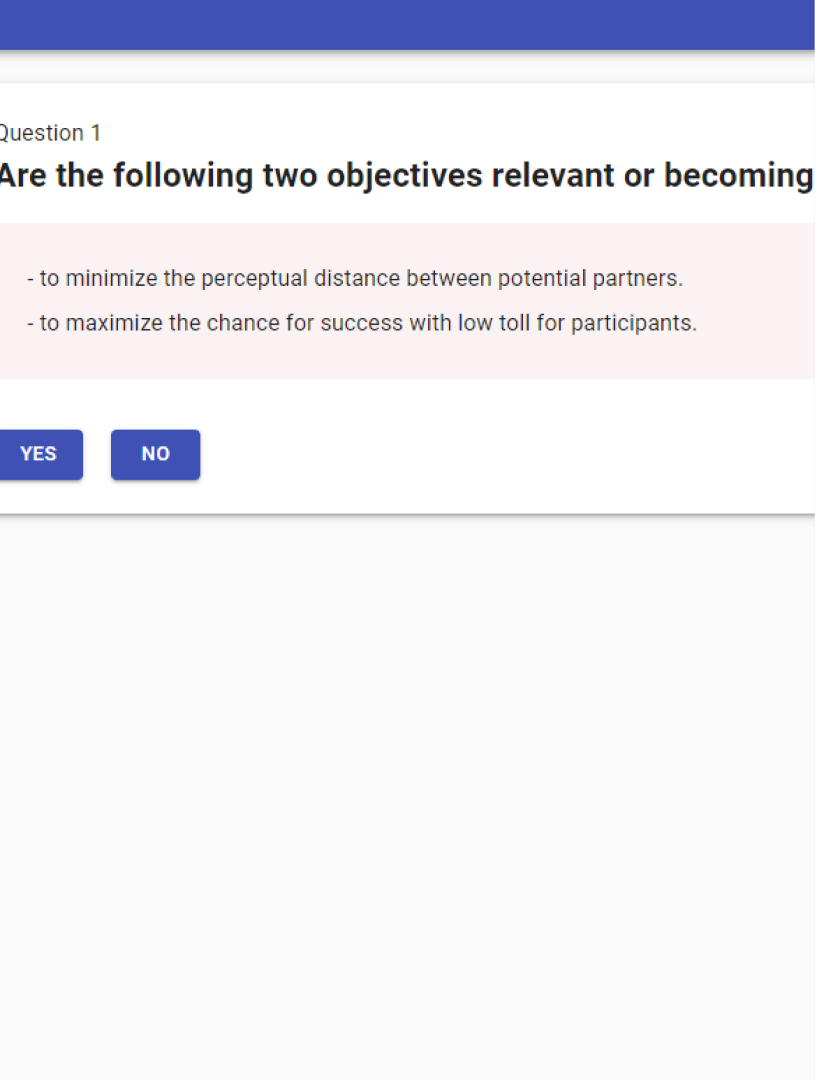 Question 1
Are the following two objectives relevant or becoming
- to minimize the perceptual distance between potential partners.
- to maximize the chance for success with low toll for participants.
YES NO